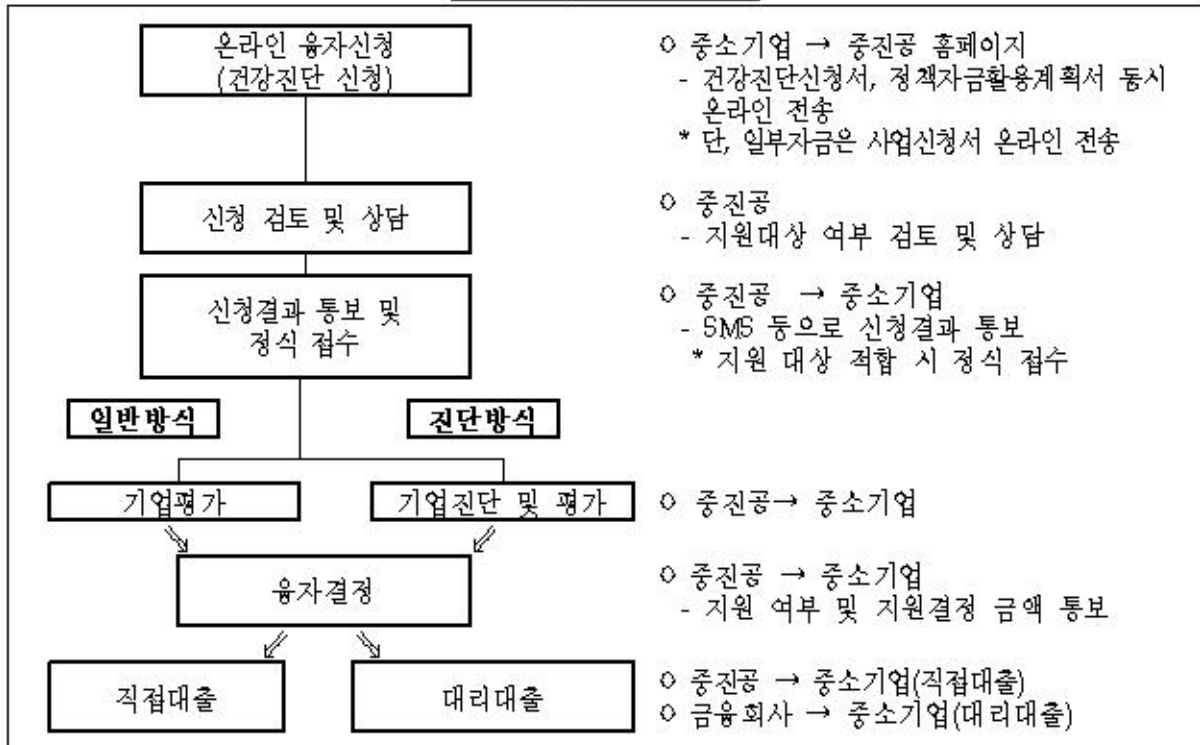 온라인 융자신청
(건강진단 신청)
ㅇ 중소기업 → 중진공 홈페이지
- 건강진단신청서, 정책자금활용계획서 동시
온라인 전송
* 단, 일부자금은 사업신청서 온라인 전송
신청 검토 및 상담
ㅇ 중진공
- 지원대상 여부 검토 및 상담
신청결과 통보 및
정식 접수
ㅇ 중진공 → 중소기업
- SMS 등으로 신청결과 통보
* 지원 대상 적합 시 정식 접수
일반방식
진단방식
기업평가
기업진단 및 평가
ㅇ 중진공→ 중소기업
융자결정
ㅇ 중진공 → 중소기업
- 지원 여부 및 지원결정 금액 통보
직접대출
대리대출
ㅇ 중진공 → 중소기업(직접대출)
ㅇ 금융회사 → 중소기업(대리대출)